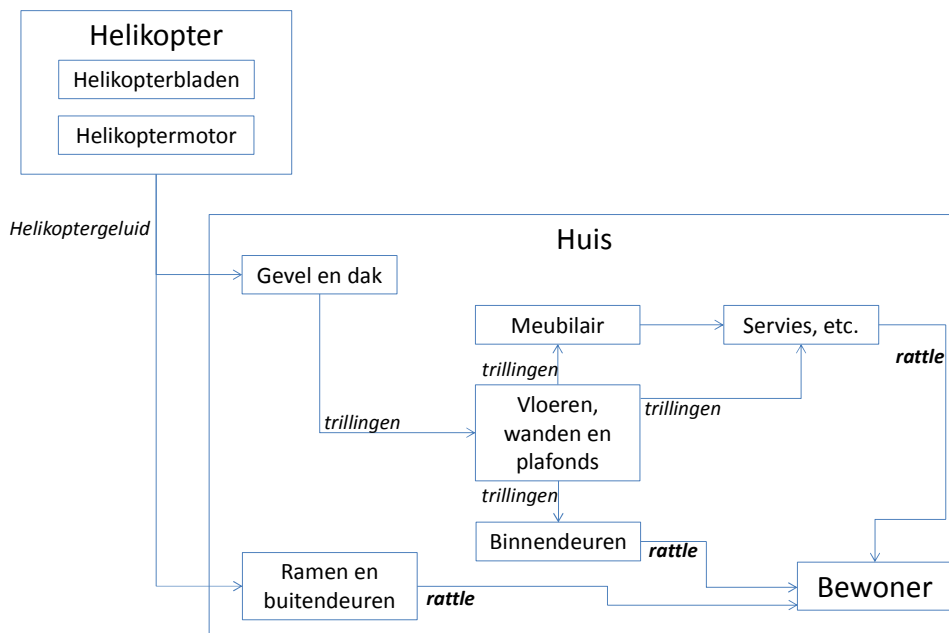 Helikopter
Helikopterbladen
Helikoptermotor
Helikoptergeluid
Huis
Gevel en dak
Meubilair
Servies, etc.
rattle
trillingen
Vloeren,
wanden en
plafonds
trillingen
trillingen
trillingen
Binnendeuren
rattle
Ramen en
buitendeuren
rattle
Bewoner